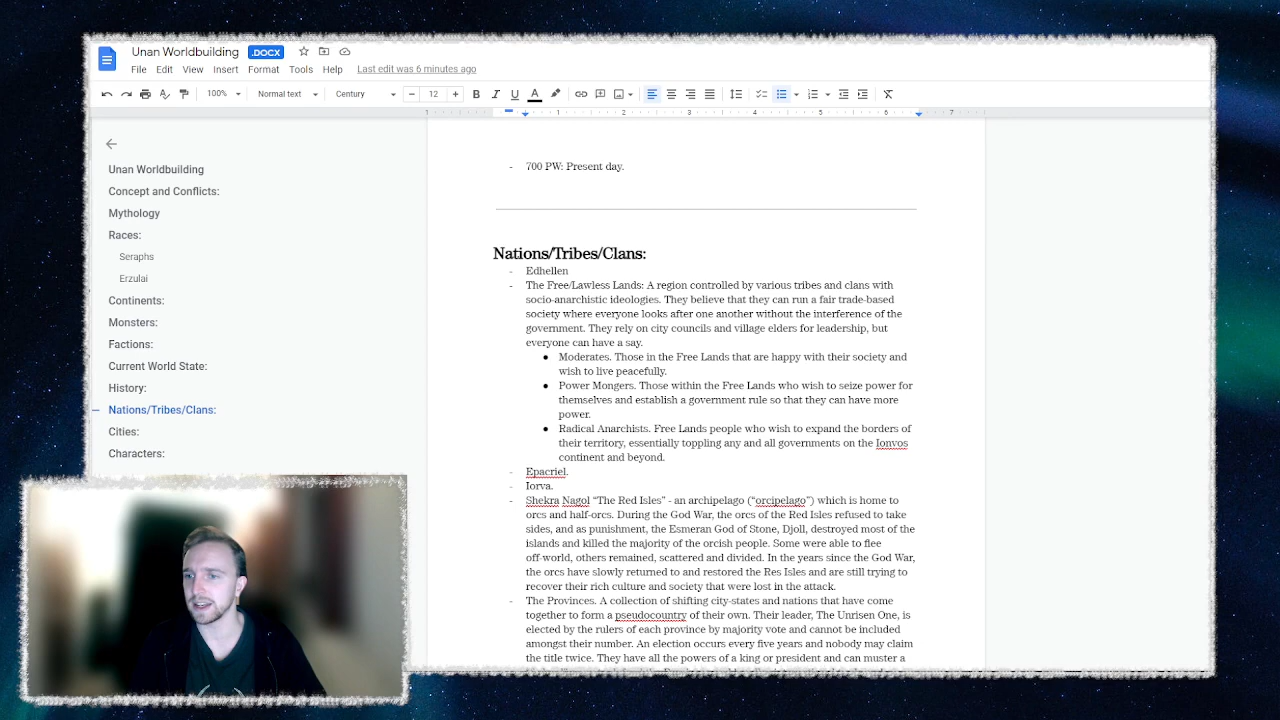 Unan Worldbuilding .DOCX
File Edit View Insert Format Tools Help Last edit was 6 minutes ago
100% Normal text Century 12
1 1 2 3 4 5 6 7
Unan Worldbuilding
Concept and Conflicts:
Mythology
Races:
Seraphs
Erzulai
Continents:
Monsters:
Factions:
Current World State:
History:
Nations/Tribes/Clans:
Cities:
Characters:
- 700 PW: Present day.
Nations/Tribes/Clans:
- Edhellen
- The Free/Lawless Lands: A region controlled by various tribes and clans with
socio-anarchistic ideologies. They believe that they can run a fair trade-based
society where everyone looks after one another without the interference of the
government. They rely on city councils and village elders for leadership, but
everyone can have a say.
● Moderates. Those in the Free Lands that are happy with their society and
wish to live peacefully.
● Power Mongers. Those within the Free Lands who wish to seize power for
themselves and establish a government rule so that they can have more
power.
● Radical Anarchists. Free Lands people who wish to expand the borders of
their territory, essentially toppling any and all governments on the Ionvos
continent and beyond.
- Epacriel.
- Iorva.
- Shekra Nagol “The Red Isles” - an archipelago (“orcipelago”) which is home to
orcs and half-orcs. During the God War, the orcs of the Red Isles refused to take
sides, and as punishment, the Esmeran God of Stone, Djoll, destroyed most of the
islands and killed the majority of the orcish people. Some were able to flee
off-world, others remained, scattered and divided. In the years since the God War,
the orcs have slowly returned to and restored the Res Isles and are still trying to
recover their rich culture and society that were lost in the attack.
- The Provinces. A collection of shifting city-states and nations that have come
together to form a pseudocountry of their own. Their leader, The Unrisen One, is
elected by the rulers of each province by majority vote and cannot be included
amongst their number. An election occurs every five years and nobody may claim
the title twice. They have all the powers of a king or president and can muster a